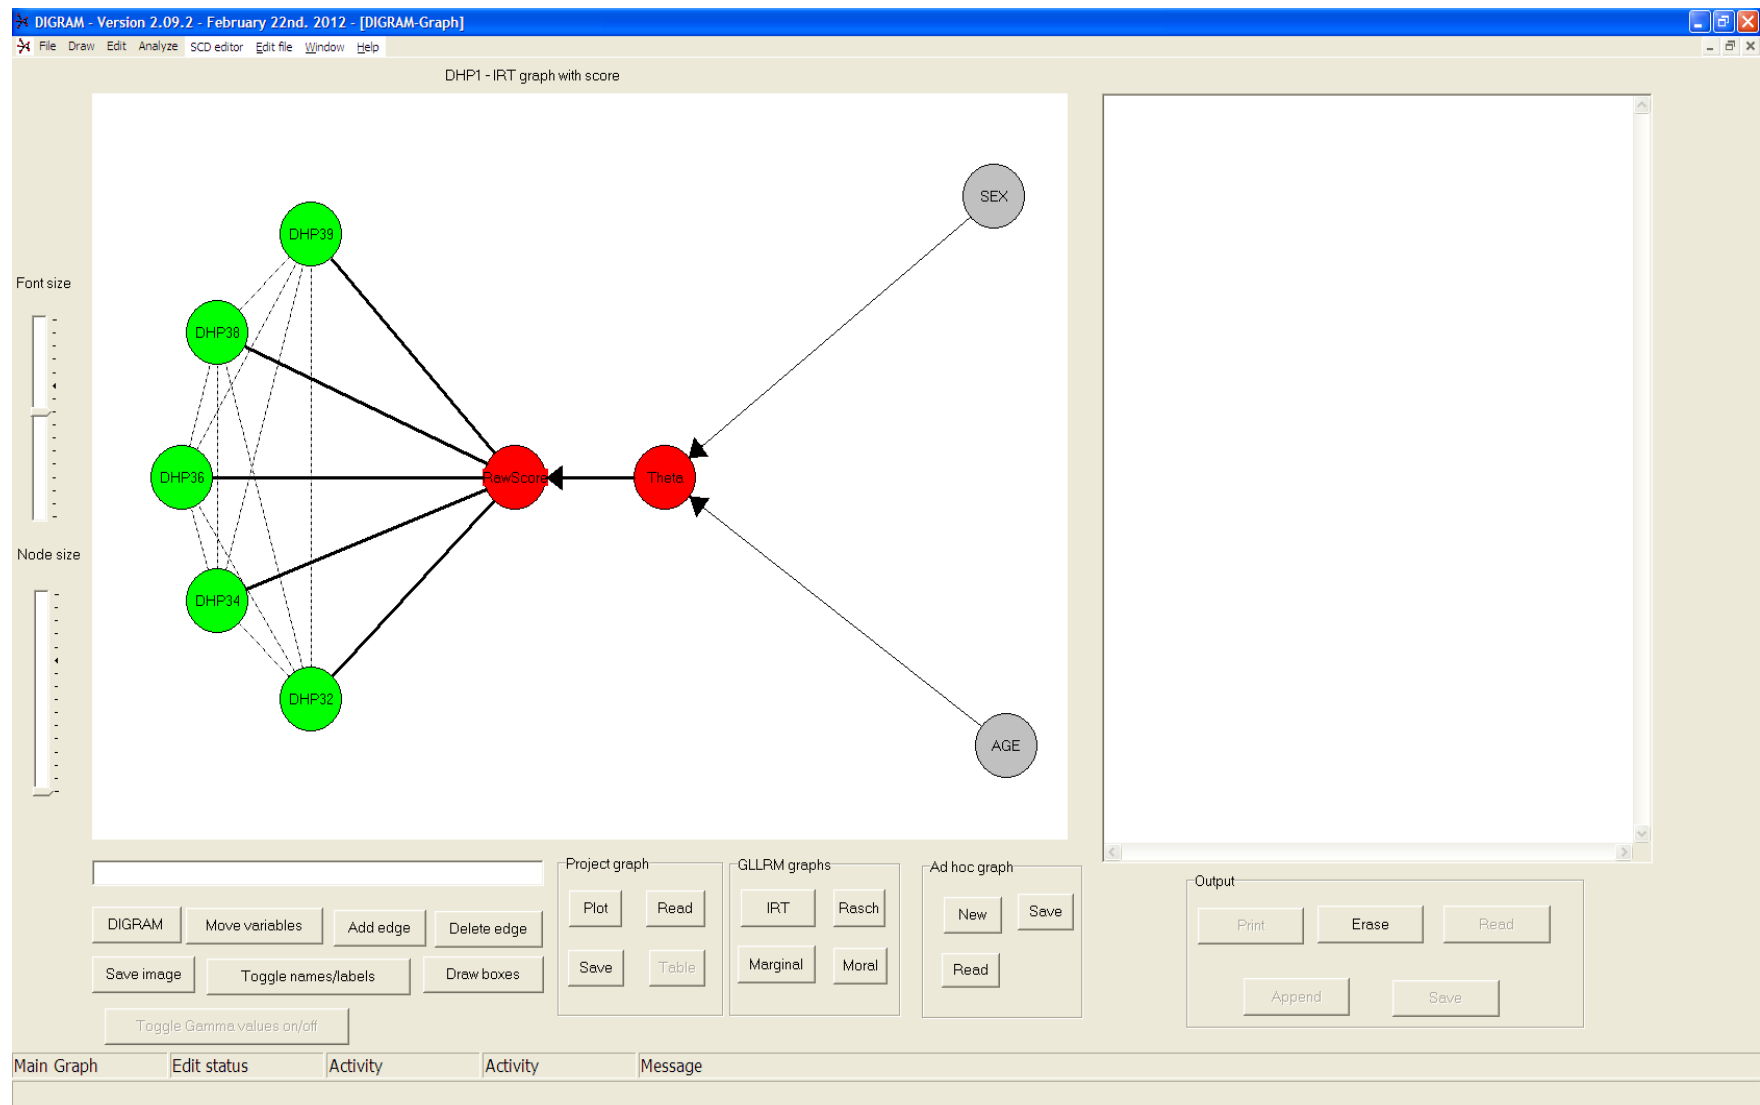 DIGRAM - Version 2.09.2 - February 22nd. 2012 - [DIGRAM-Graph]
File Draw Edit Analyze SCD editor Edit file Window Help
DHP1 - IRT graph with score
SEX
DHP39
Font size
DHP38
DHP36
RawScore
Theta
Node size
DHP34
DHP32
AGE
Project graph
GLLRM graphs
Ad hoc graph
Output
DIGRAM
Move variables
Add edge
Delete edge
Plot
Read
IRT
Rasch
New
Save
Print
Erase
Read
Save image
Toggle names/labels
Draw boxes
Save
Table
Marginal
Moral
Read
Append
Save
Toggle Gamma values on/off
Main Graph
Edit status
Activity
Activity
Message